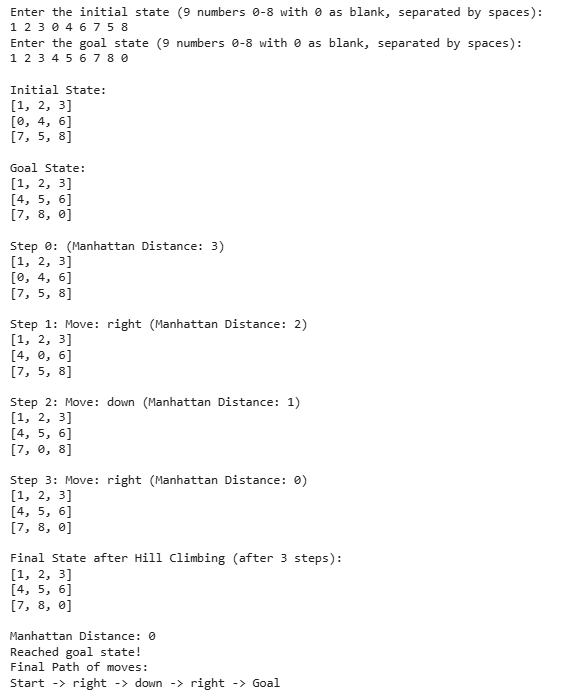 Enter the initial state (9 numbers 0-8 with 0 as blank, separated by spaces):
1 2 3 0 4 6 7 5 8
Enter the goal state (9 numbers 0-8 with 0 as blank, separated by spaces):
1 2 3 4 5 6 7 8 0
Initial State:
[1, 2, 3]
[0, 4, 6]
[7, 5, 8]
Goal State:
[1, 2, 3]
[4, 5, 6]
[7, 8, 0]
Step 0: (Manhattan Distance: 3)
[1, 2, 3]
[0, 4, 6]
[7, 5, 8]
Step 1: Move: right (Manhattan Distance: 2)
[1, 2, 3]
[4, 0, 6]
[7, 5, 8]
Step 2: Move: down (Manhattan Distance: 1)
[1, 2, 3]
[4, 5, 6]
[7, 0, 8]
Step 3: Move: right (Manhattan Distance: 0)
[1, 2, 3]
[4, 5, 6]
[7, 8, 0]
Final State after Hill Climbing (after 3 steps):
[1, 2, 3]
[4, 5, 6]
[7, 8, 0]
Manhattan Distance: 0
Reached goal state!
Final Path of moves:
Start -> right -> down -> right -> Goal